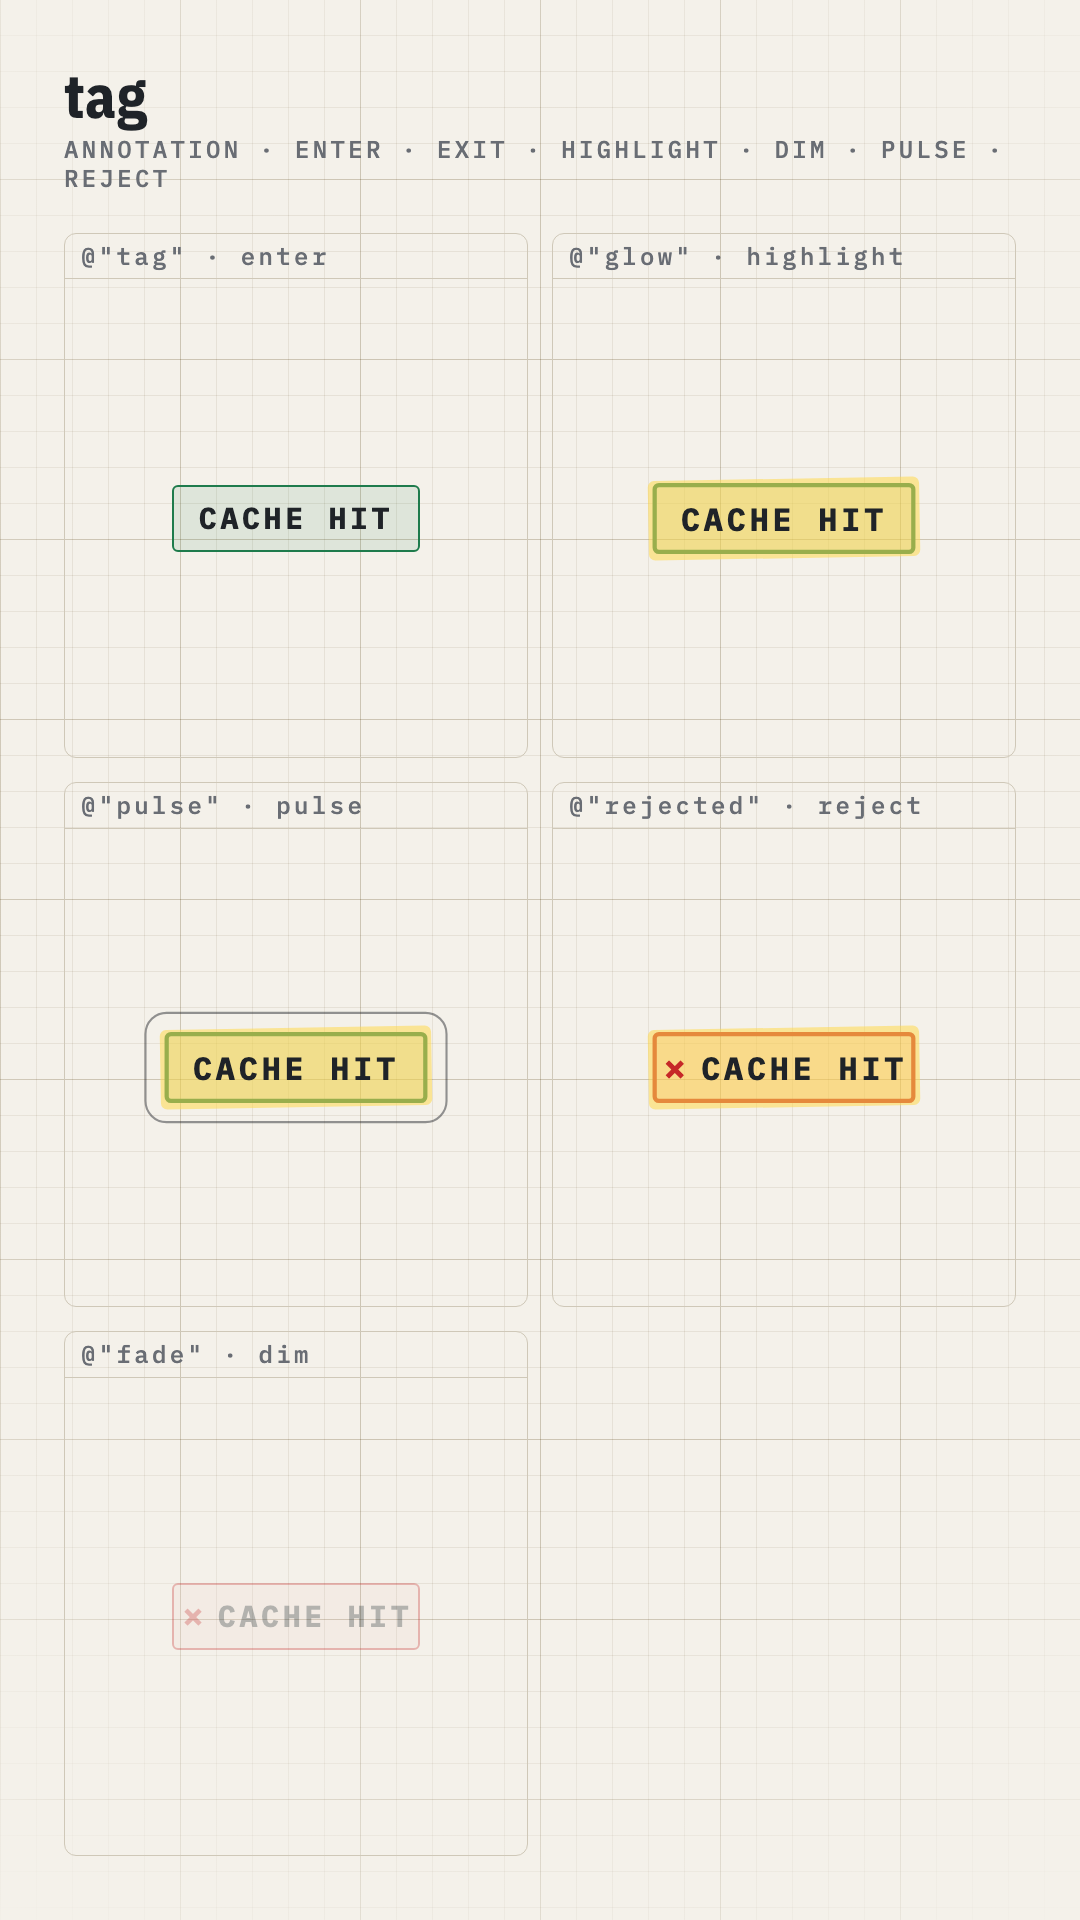 tag
ANNOTATION · ENTER · EXIT · HIGHLIGHT · DIM · PULSE ·
REJECT
@"tag" · enter
@"glow" · highlight
CACHE HIT
CACHE HIT
@"pulse" · pulse
@"rejected" · reject
CACHE HIT
× CACHE HIT
@"fade" · dim
× CACHE HIT